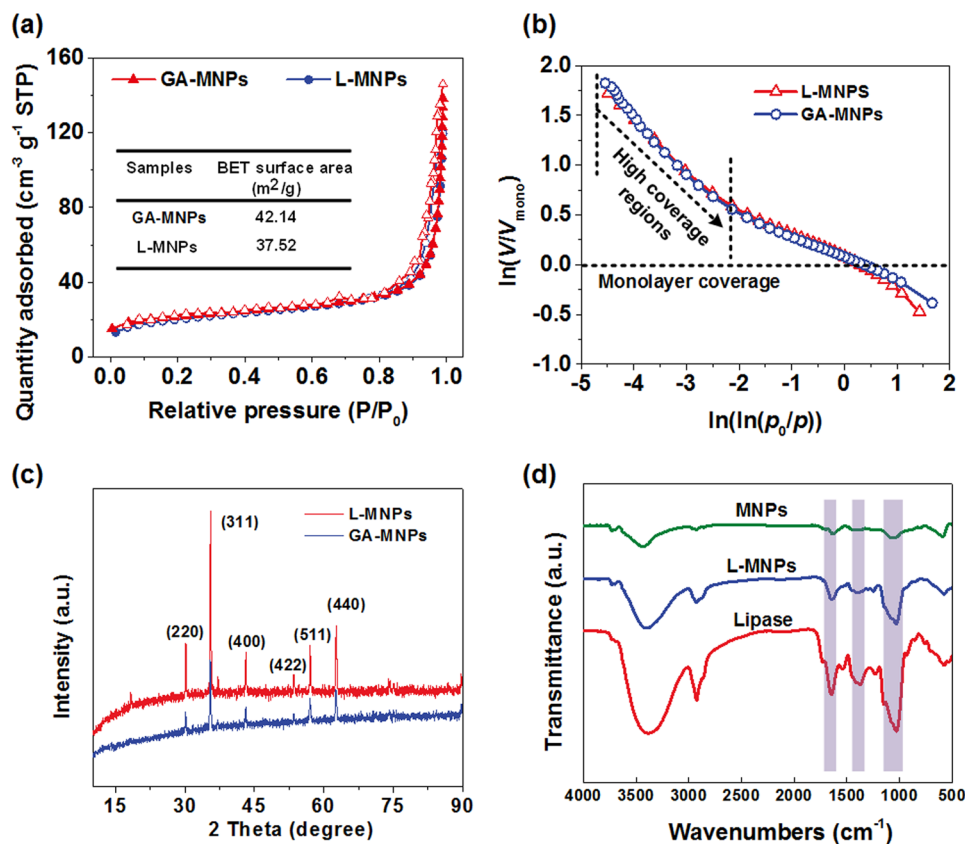 (a)
Quantity adsorbed (cm⁻³ g⁻¹ STP)
160
120
80
40
0
GA-MNPs
L-MNPs
Samples BET surface area
(m²/g)
GA-MNPs 42.14
L-MNPs 37.52
0.0 0.2 0.4 0.6 0.8 1.0
Relative pressure (P/P₀)
(b)
ln(V/Vmono)
2.0
1.5
1.0
0.5
0.0
-0.5
-1.0
L-MNPS
GA-MNPs
High coverage
regions
Monolayer coverage
-5 -4 -3 -2 -1 0 1 2
ln(ln(p₀/p))
(c)
Intensity (a.u.)
L-MNPs
GA-MNPs
(220)
(311)
(400)
(422)
(511)
(440)
15 30 45 60 75 90
2 Theta (degree)
(d)
Transmittance (a.u.)
MNPs
L-MNPs
Lipase
4000 3500 3000 2500 2000 1500 1000 500
Wavenumbers (cm⁻¹)